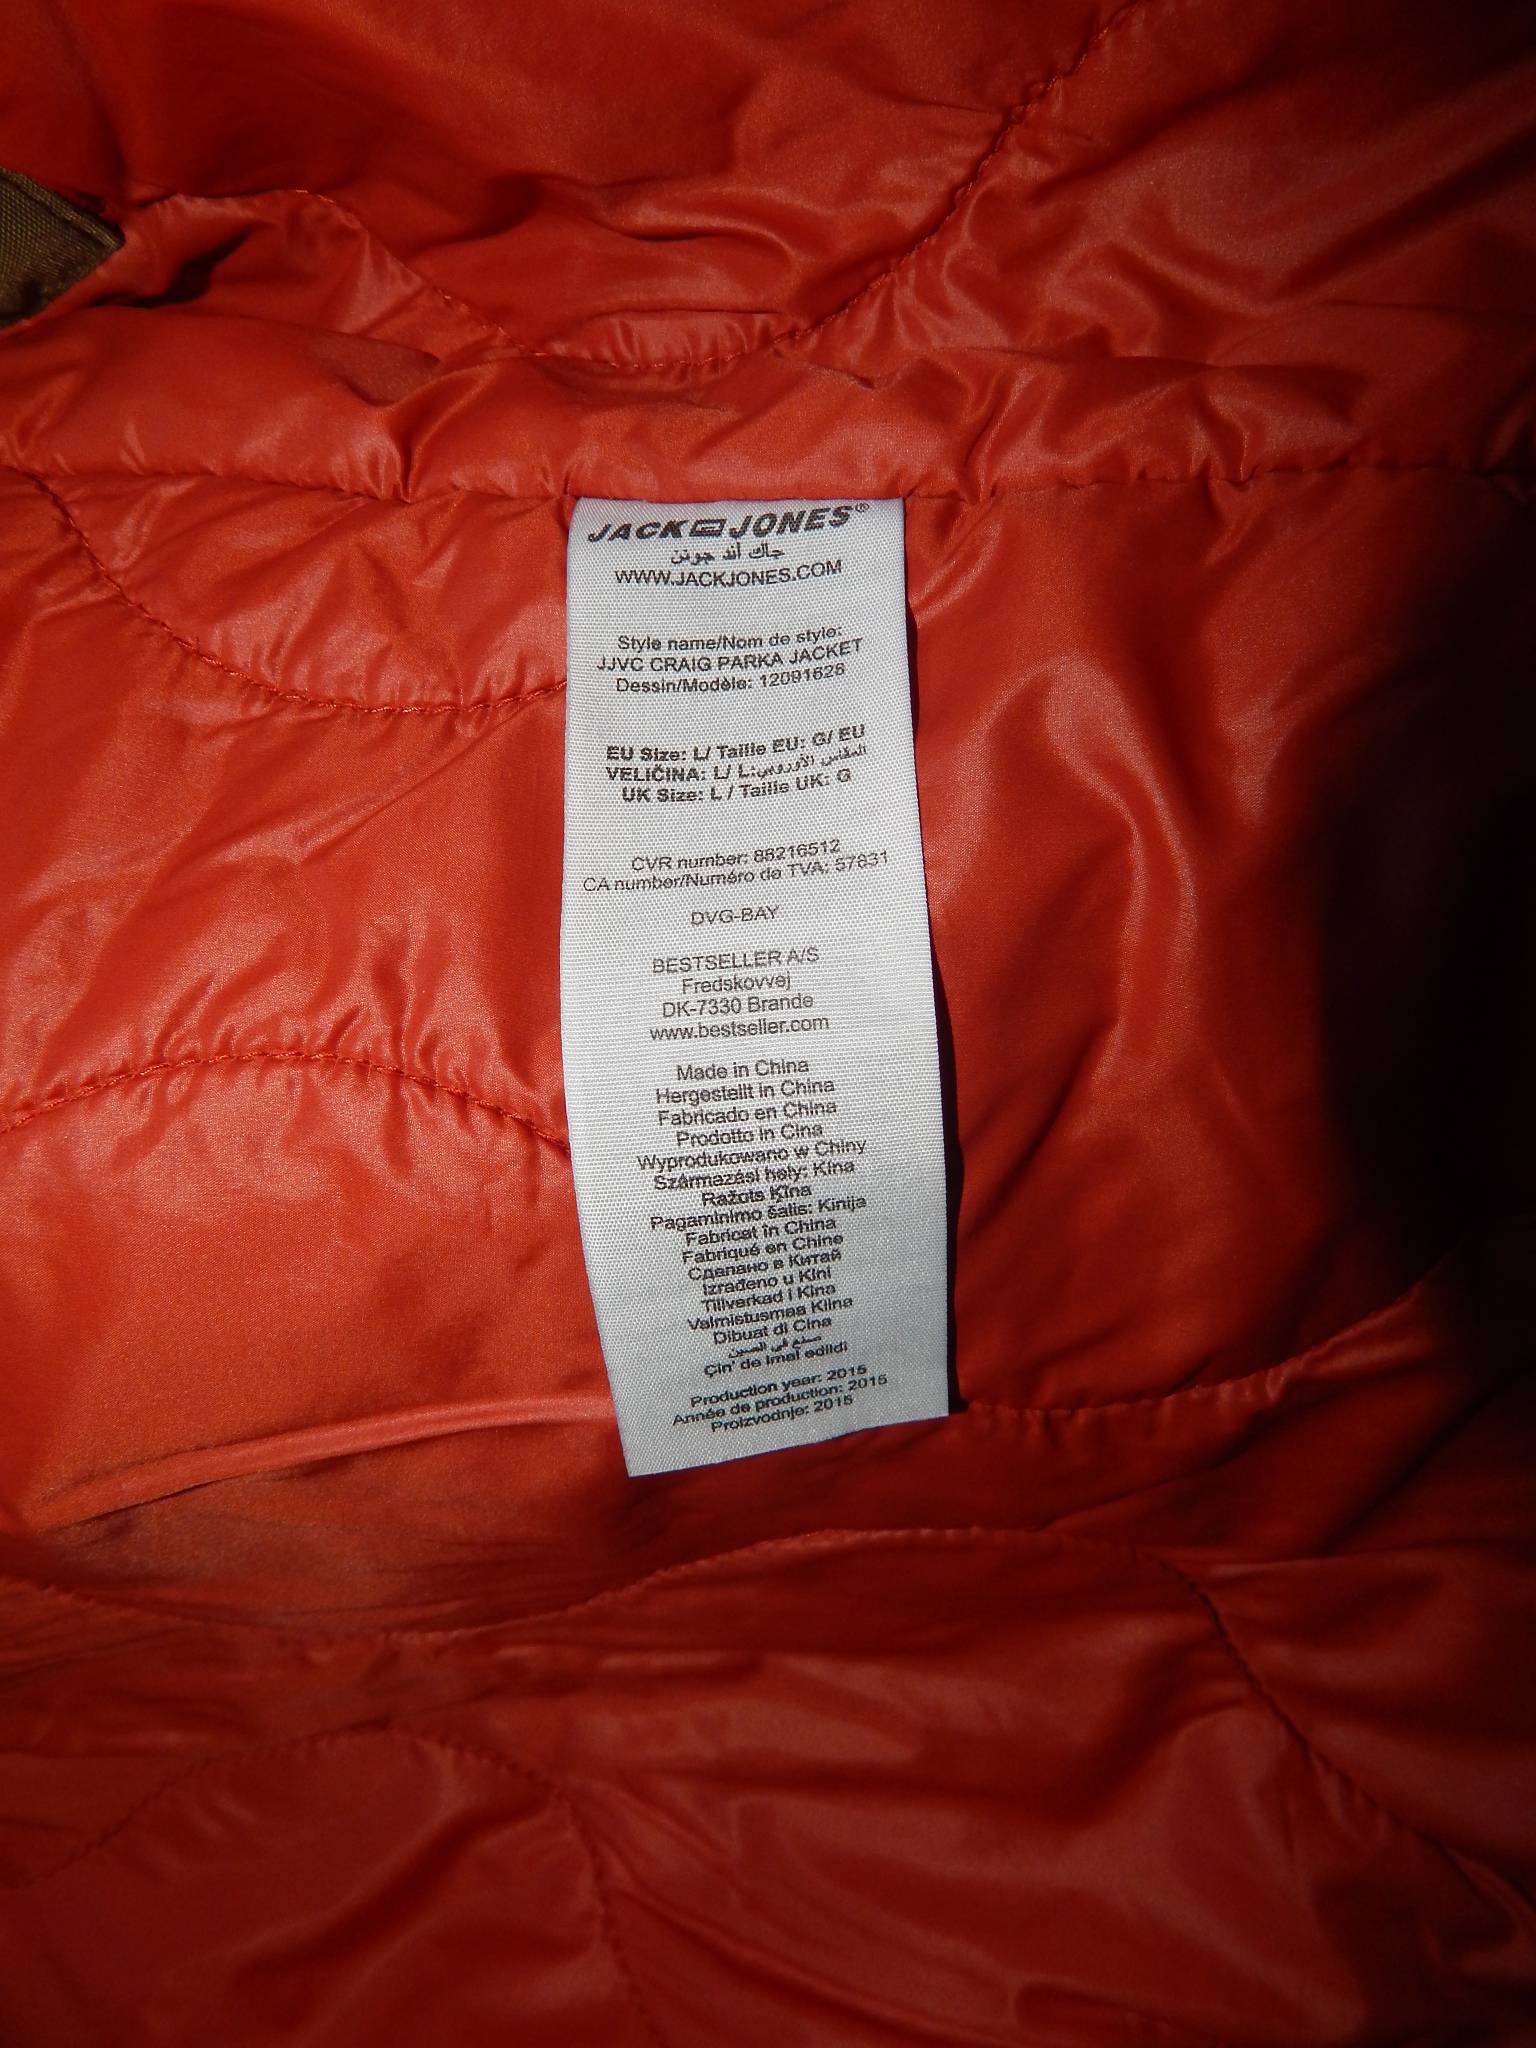 JACK JONES®
جاك أند جونز
WWW.JACKJONES.COM
Style name/Nom de style:
JJVC CRAIG PARKA JACKET
Dessin/Modèle: 12091628
EU Size: L/ Taille EU: G/ EU
VELIČINA: L/ L:المقاس الأوروبي
UK Size: L / Taille UK: G
CVR number: 88216512
CA number/Numéro de TVA: 57831
DVG-BAY
BESTSELLER A/S
Fredskovvej
DK-7330 Brande
www.bestseller.com
Made in China
Hergestellt in China
Fabricado en China
Prodotto in Cina
Wyprodukowano w Chiny
Származási hely: Kína
Ražots Ķīna
Pagaminimo šalis: Kinija
Fabricat în China
Fabriqué en Chine
Сделано в Китай
Izrađeno u Kini
Tillverkad i Kina
Valmistusmaa Kiina
Dibuat di Cina
صنع في الصين
Çin' de imal edildi
Production year: 2015
Année de production: 2015
Proizvodnje: 2015